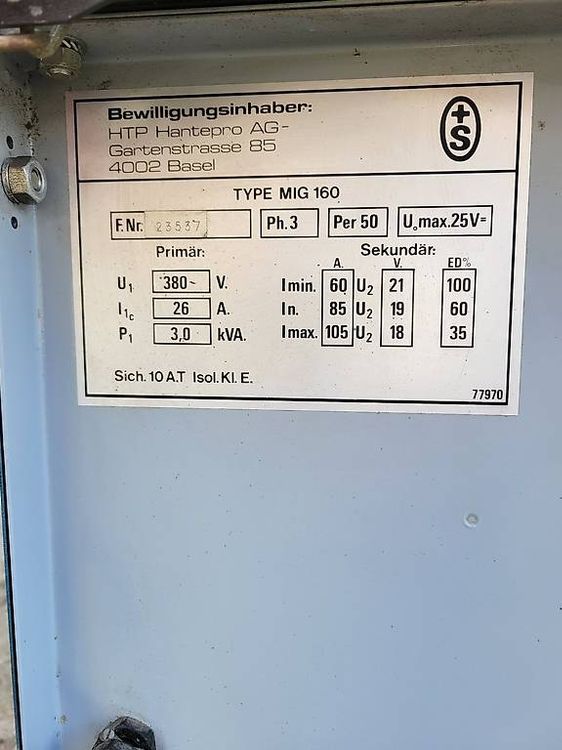 Bewilligungsinhaber:
HTP Hantepro AG-
Gartenstrasse 85
4002 Basel
+S
TYPE MIG 160
F.Nr. 23537 Ph.3 Per 50 U₀max.25V=
Primär: Sekundär:
A. V. ED%
U₁ 380~ V. I min. 60 U₂ 21 100
I₁c 26 A. In. 85 U₂ 19 60
P₁ 3,0 kVA. I max. 105 U₂ 18 35
Sich. 10 A.T Isol. Kl. E.
77970